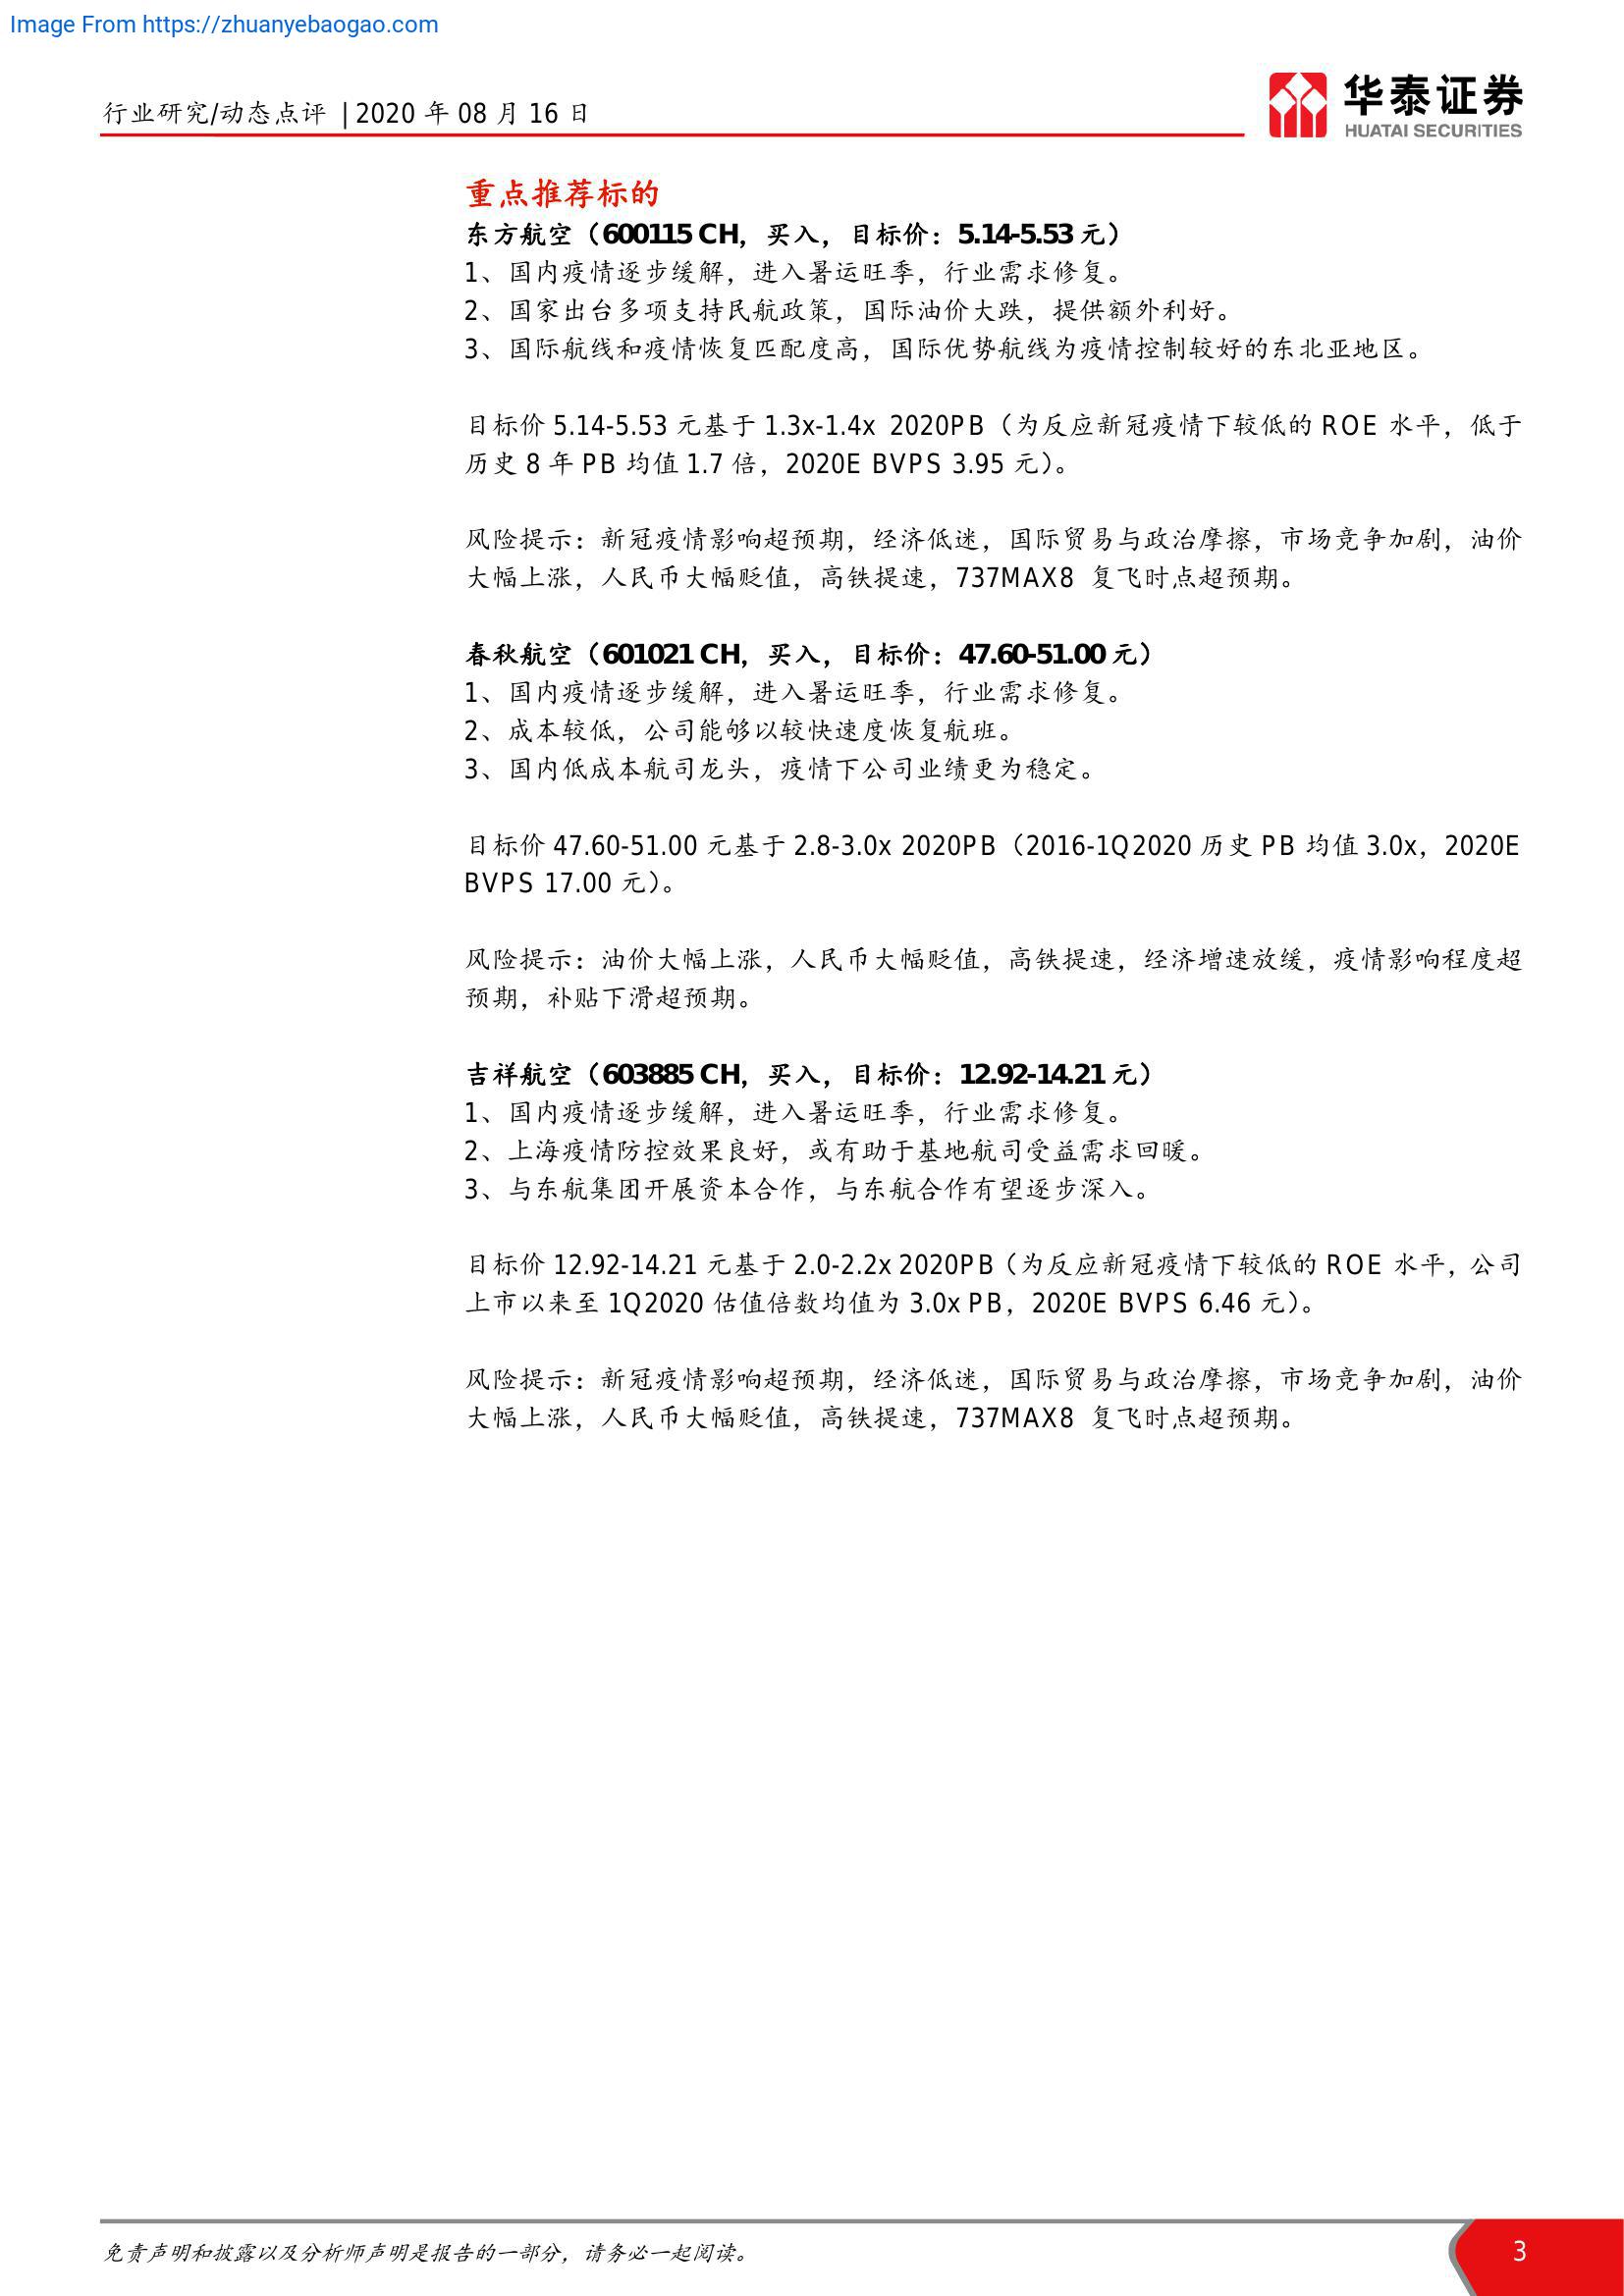 Image From https://zhuanyebaogao.com
行业研究/动态点评 | 2020 年 08 月 16 日
华泰证券
HUATAI SECURITIES
重点推荐标的
东方航空（600115 CH，买入，目标价：5.14-5.53 元）
1、国内疫情逐步缓解，进入暑运旺季，行业需求修复。
2、国家出台多项支持民航政策，国际油价大跌，提供额外利好。
3、国际航线和疫情恢复匹配度高，国际优势航线为疫情控制较好的东北亚地区。
目标价 5.14-5.53 元基于 1.3x-1.4x 2020PB（为反应新冠疫情下较低的 ROE 水平，低于
历史 8 年 PB 均值 1.7 倍，2020E BVPS 3.95 元）。
风险提示：新冠疫情影响超预期，经济低迷，国际贸易与政治摩擦，市场竞争加剧，油价
大幅上涨，人民币大幅贬值，高铁提速，737MAX8 复飞时点超预期。
春秋航空（601021 CH，买入，目标价：47.60-51.00 元）
1、国内疫情逐步缓解，进入暑运旺季，行业需求修复。
2、成本较低，公司能够以较快速度恢复航班。
3、国内低成本航司龙头，疫情下公司业绩更为稳定。
目标价 47.60-51.00 元基于 2.8-3.0x 2020PB（2016-1Q2020 历史 PB 均值 3.0x，2020E
BVPS 17.00 元）。
风险提示：油价大幅上涨，人民币大幅贬值，高铁提速，经济增速放缓，疫情影响程度超
预期，补贴下滑超预期。
吉祥航空（603885 CH，买入，目标价：12.92-14.21 元）
1、国内疫情逐步缓解，进入暑运旺季，行业需求修复。
2、上海疫情防控效果良好，或有助于基地航司受益需求回暖。
3、与东航集团开展资本合作，与东航合作有望逐步深入。
目标价 12.92-14.21 元基于 2.0-2.2x 2020PB（为反应新冠疫情下较低的 ROE 水平，公司
上市以来至 1Q2020 估值倍数均值为 3.0x PB，2020E BVPS 6.46 元）。
风险提示：新冠疫情影响超预期，经济低迷，国际贸易与政治摩擦，市场竞争加剧，油价
大幅上涨，人民币大幅贬值，高铁提速，737MAX8 复飞时点超预期。
免责声明和披露以及分析师声明是报告的一部分，请务必一起阅读。
3